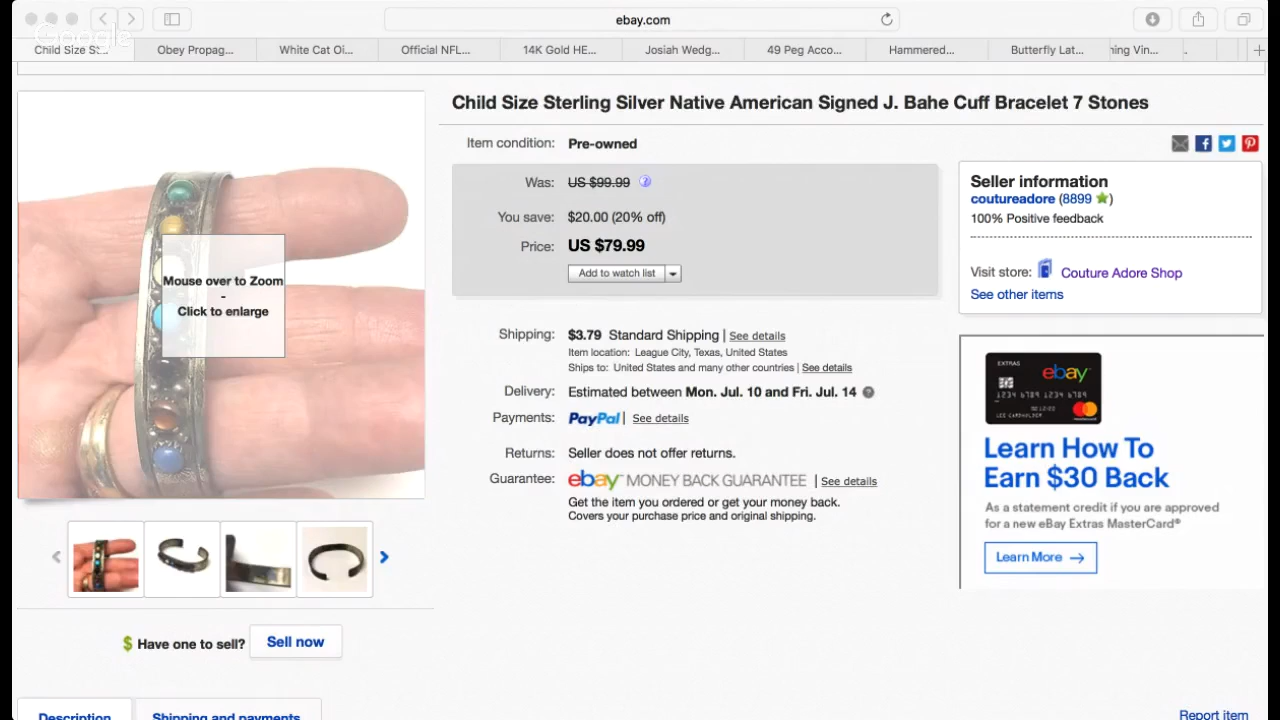 ebay.com
Google
Child Size St...
Obey Propag...
White Cat Oi...
Official NFL...
14K Gold HE...
Josiah Wedg...
49 Peg Acco...
Hammered...
Butterfly Lat...
Vin...
Child Size Sterling Silver Native American Signed J. Bahe Cuff Bracelet 7 Stones
Item condition: Pre-owned
Was: US $99.99
You save: $20.00 (20% off)
Price: US $79.99
Add to watch list
Mouse over to Zoom
-
Click to enlarge
Shipping: $3.79 Standard Shipping | See details
Item location: League City, Texas, United States
Ships to: United States and many other countries | See details
Delivery: Estimated between Mon. Jul. 10 and Fri. Jul. 14
Payments: PayPal | See details
Returns: Seller does not offer returns.
Guarantee: ebay MONEY BACK GUARANTEE | See details
Get the item you ordered or get your money back.
Covers your purchase price and original shipping.
Seller information
coutureadore (8899)
100% Positive feedback
Visit store: Couture Adore Shop
See other items
EXTRAS
ebay
1234 6789 1234 6789
LEE CARDHOLDER
Learn How To
Earn $30 Back
As a statement credit if you are approved
for a new eBay Extras MasterCard®
Learn More →
$ Have one to sell? Sell now
Description
Shipping and payments
Report item